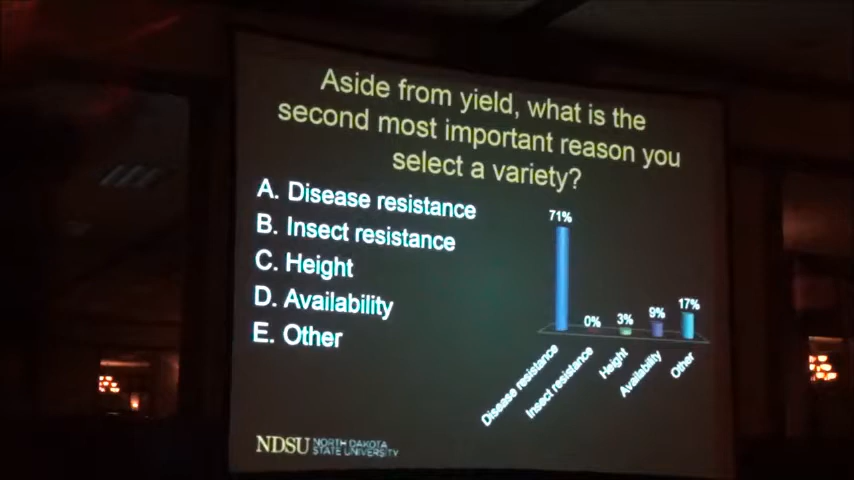 Aside from yield, what is the
second most important reason you
select a variety?
A. Disease resistance
B. Insect resistance
C. Height
D. Availability
E. Other
71%
0%
3%
9%
17%
Disease resistance
Insect resistance
Height
Availability
Other
NDSU NORTH DAKOTA
STATE UNIVERSITY